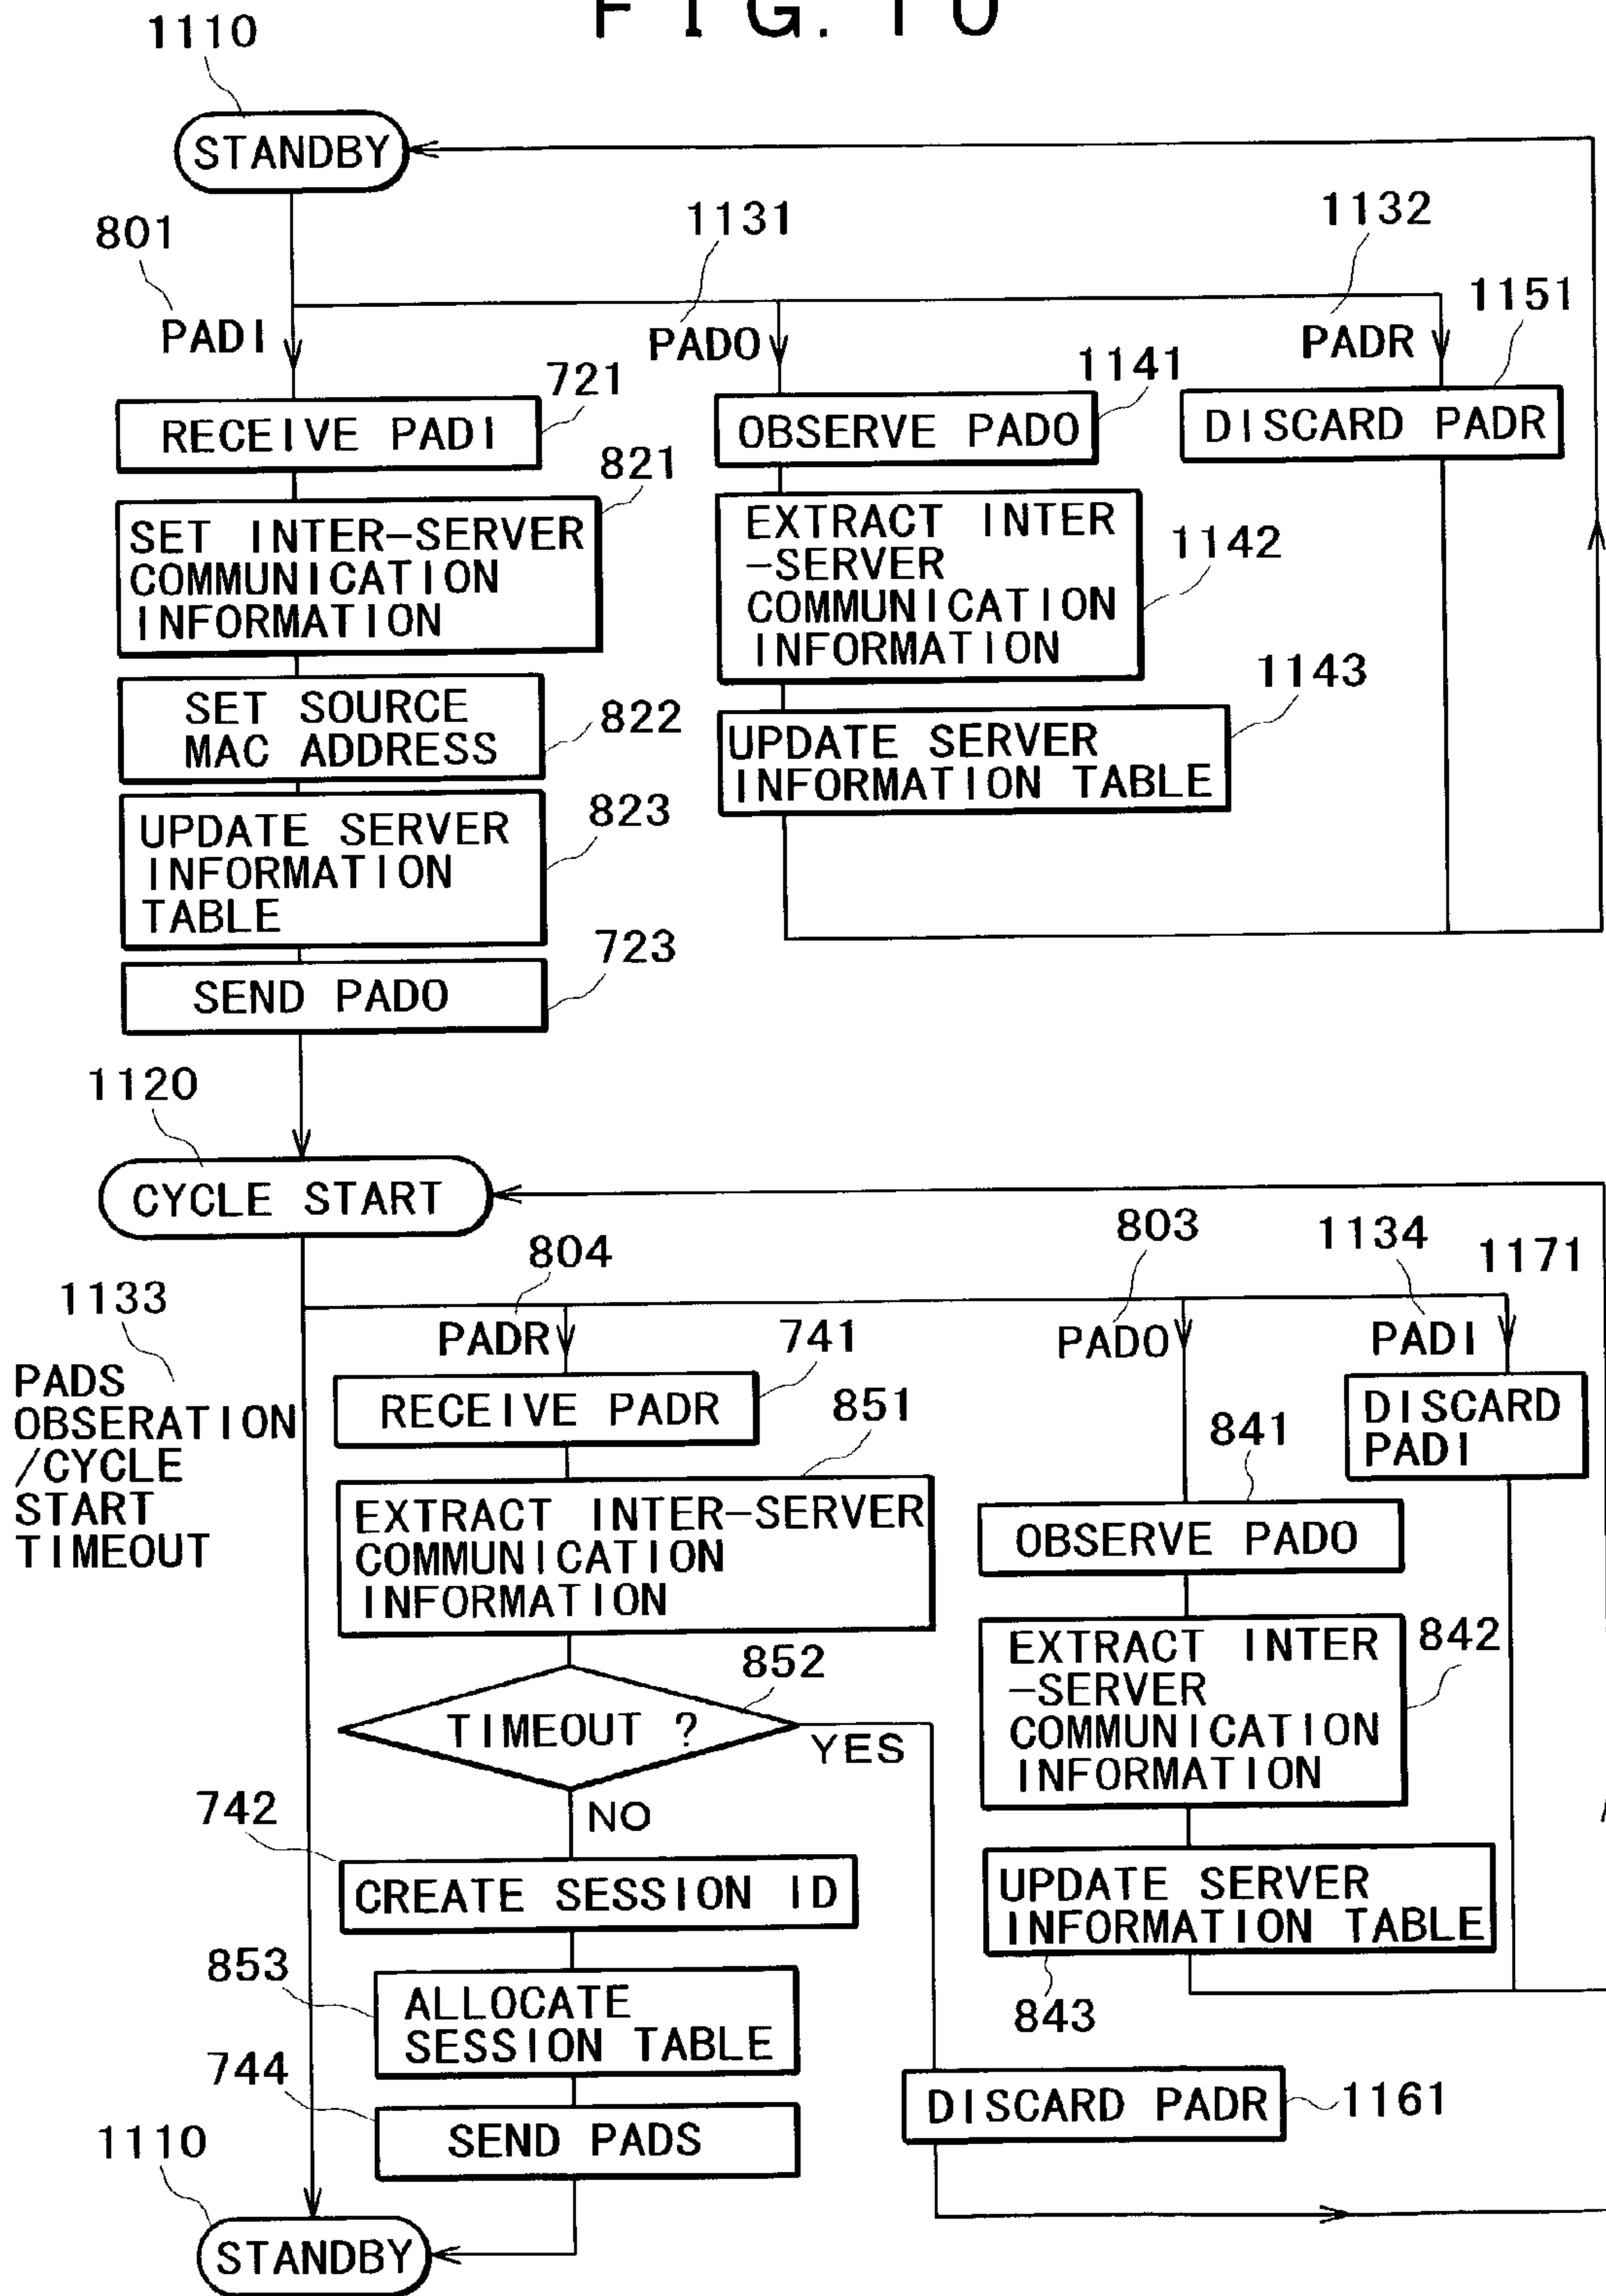 FIG. 10
1110
STANDBY
801
PADI
1131
PADO
1132
PADR
1151
721
RECEIVE PADI
821
SET INTER-SERVER
COMMUNICATION
INFORMATION
SET SOURCE
MAC ADDRESS
822
UPDATE SERVER
INFORMATION
TABLE
823
723
SEND PADO
1141
OBSERVE PADO
EXTRACT INTER
-SERVER
COMMUNICATION
INFORMATION
1142
1143
UPDATE SERVER
INFORMATION TABLE
DISCARD PADR
1120
CYCLE START
1133
PADS
OBSERATION
/CYCLE
START
TIMEOUT
804
PADR
741
RECEIVE PADR
851
EXTRACT INTER-SERVER
COMMUNICATION
INFORMATION
852
TIMEOUT ?
YES
NO
742
CREATE SESSION ID
853
ALLOCATE
SESSION TABLE
744
SEND PADS
803
PADO
841
OBSERVE PADO
EXTRACT INTER
-SERVER
COMMUNICATION
INFORMATION
842
UPDATE SERVER
INFORMATION TABLE
843
1134
PADI
1171
DISCARD
PADI
DISCARD PADR
1161
1110
STANDBY